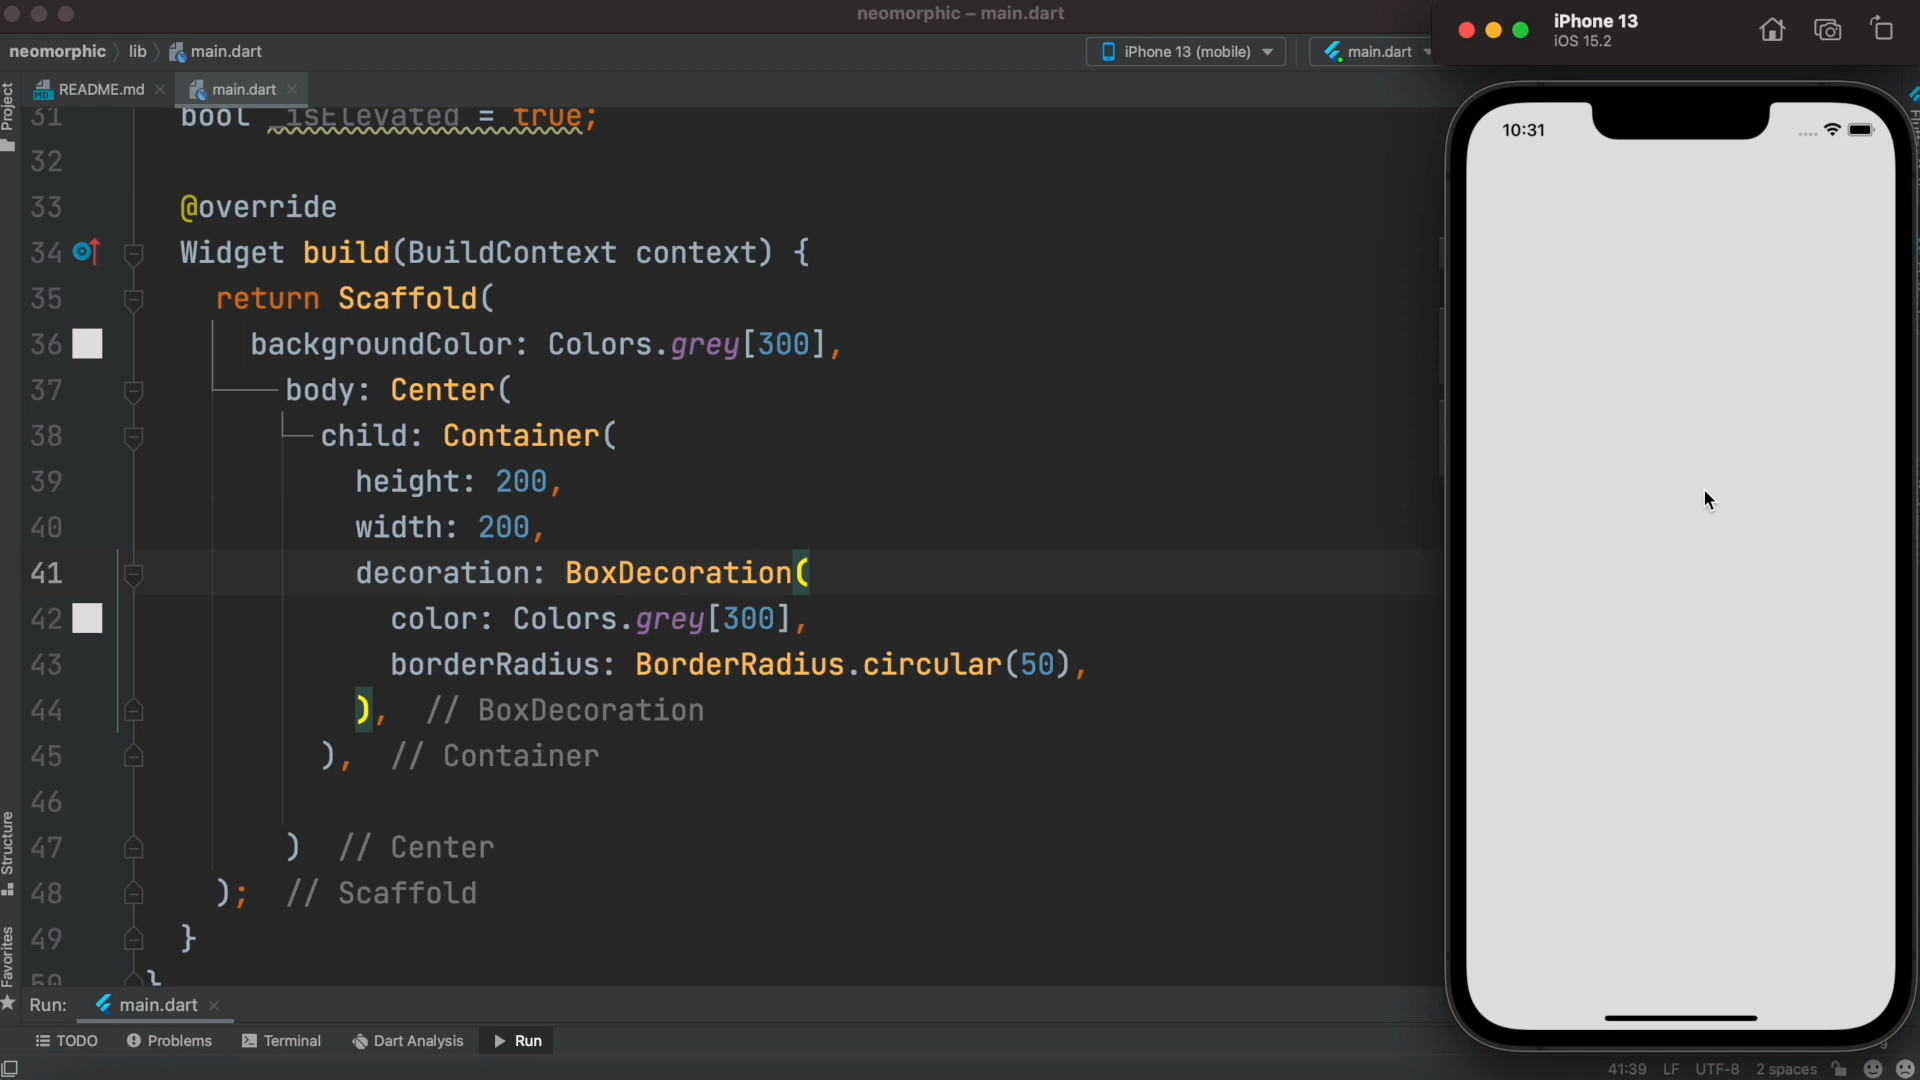 neomorphic – main.dart
iPhone 13
iOS 15.2
neomorphic lib main.dart
iPhone 13 (mobile)
main.dart
README.md
main.dart
Project
31 bool _isElevated = true;
32
33 @override
34 Widget build(BuildContext context) {
35 return Scaffold(
36 backgroundColor: Colors.grey[300],
37 body: Center(
38 child: Container(
39 height: 200,
40 width: 200,
41 decoration: BoxDecoration(
42 color: Colors.grey[300],
43 borderRadius: BorderRadius.circular(50),
44 ), // BoxDecoration
45 ), // Container
46
47 ) // Center
48 ); // Scaffold
49 }
50 }
10:31
Structure
Favorites
Run: main.dart
TODO Problems Terminal Dart Analysis Run
41:39 LF UTF-8 2 spaces